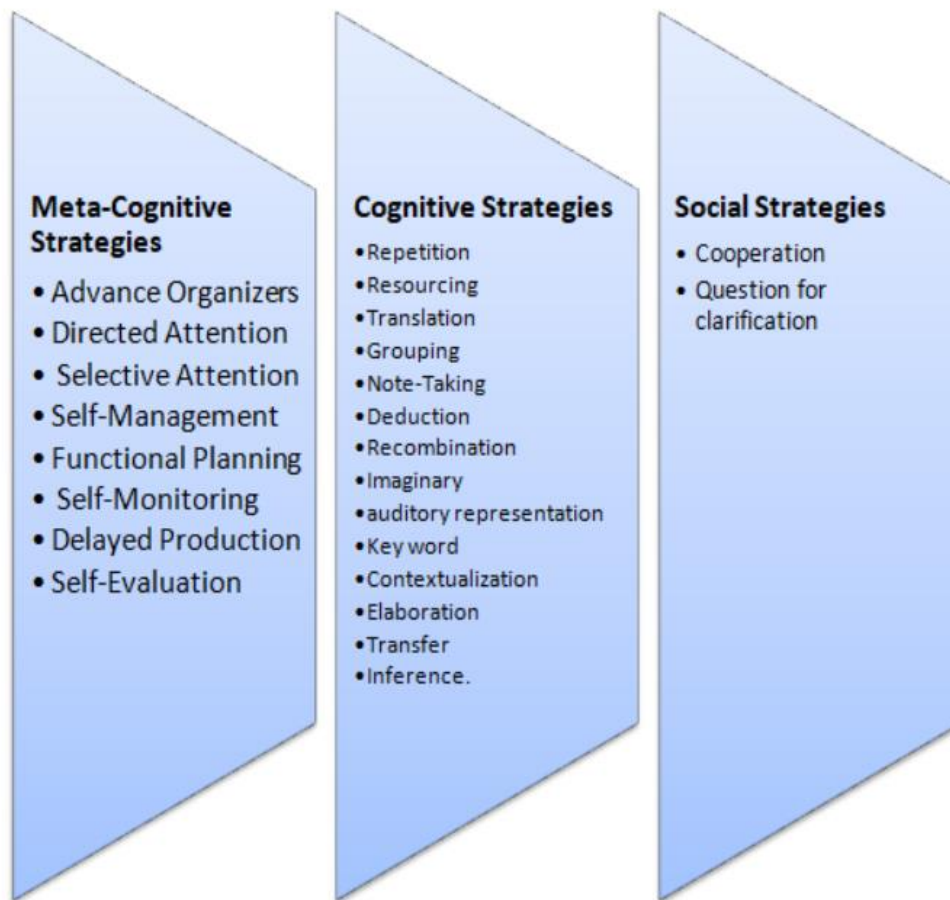 Meta-Cognitive
Strategies
• Advance Organizers
• Directed Attention
• Selective Attention
• Self-Management
• Functional Planning
• Self-Monitoring
• Delayed Production
• Self-Evaluation
Cognitive Strategies
•Repetition
•Resourcing
•Translation
•Grouping
•Note-Taking
•Deduction
•Recombination
•Imaginary
•auditory representation
•Key word
•Contextualization
•Elaboration
•Transfer
•Inference.
Social Strategies
• Cooperation
• Question for
clarification